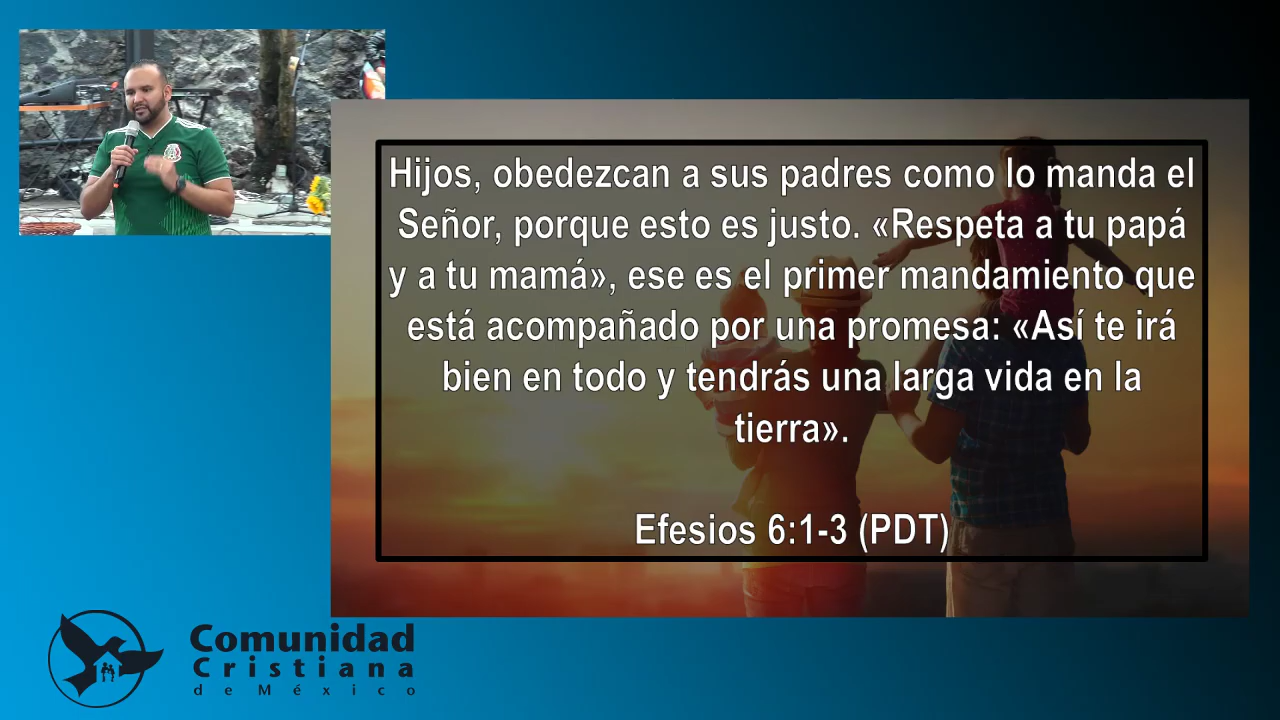 Hijos, obedezcan a sus padres como lo manda el
Señor, porque esto es justo. «Respeta a tu papá
y a tu mamá», ese es el primer mandamiento que
está acompañado por una promesa: «Así te irá
bien en todo y tendrás una larga vida en la
tierra».
Efesios 6:1-3 (PDT)
Comunidad
Cristiana
de México